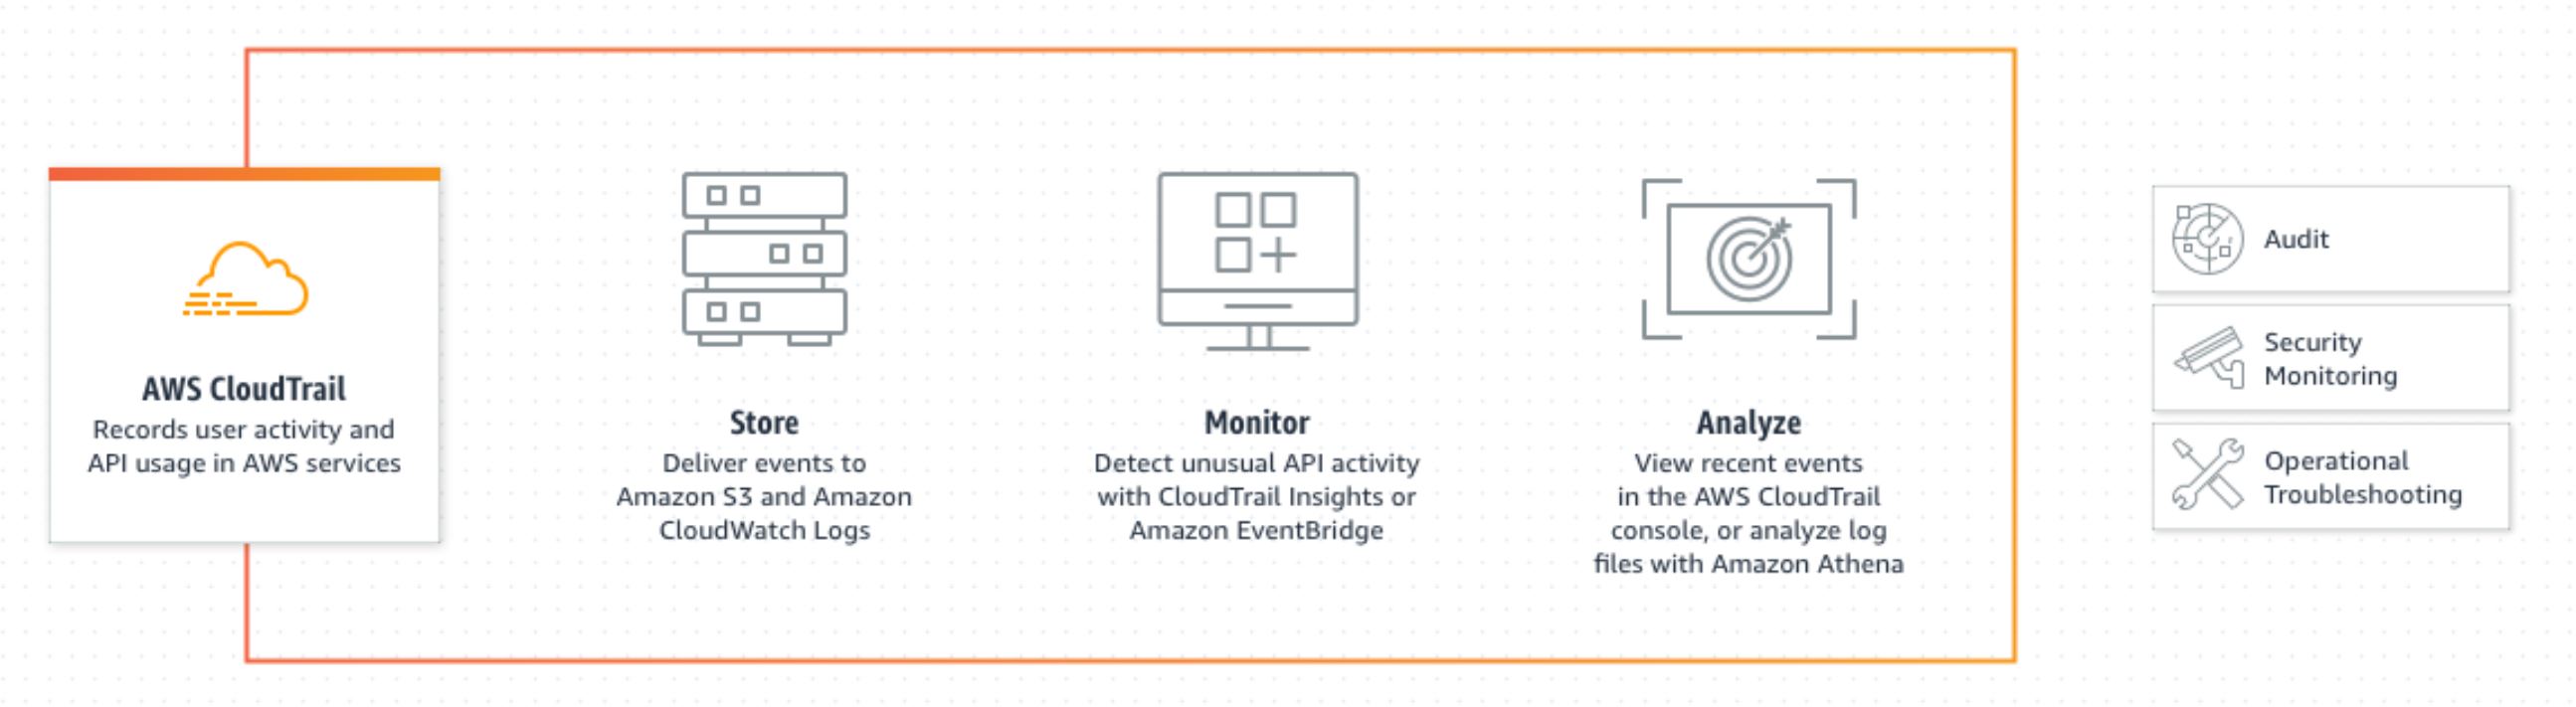 AWS CloudTrail
Records user activity and
API usage in AWS services
Store
Deliver events to
Amazon S3 and Amazon
CloudWatch Logs
Monitor
Detect unusual API activity
with CloudTrail Insights or
Amazon EventBridge
Analyze
View recent events
in the AWS CloudTrail
console, or analyze log
files with Amazon Athena
Audit
Security
Monitoring
Operational
Troubleshooting